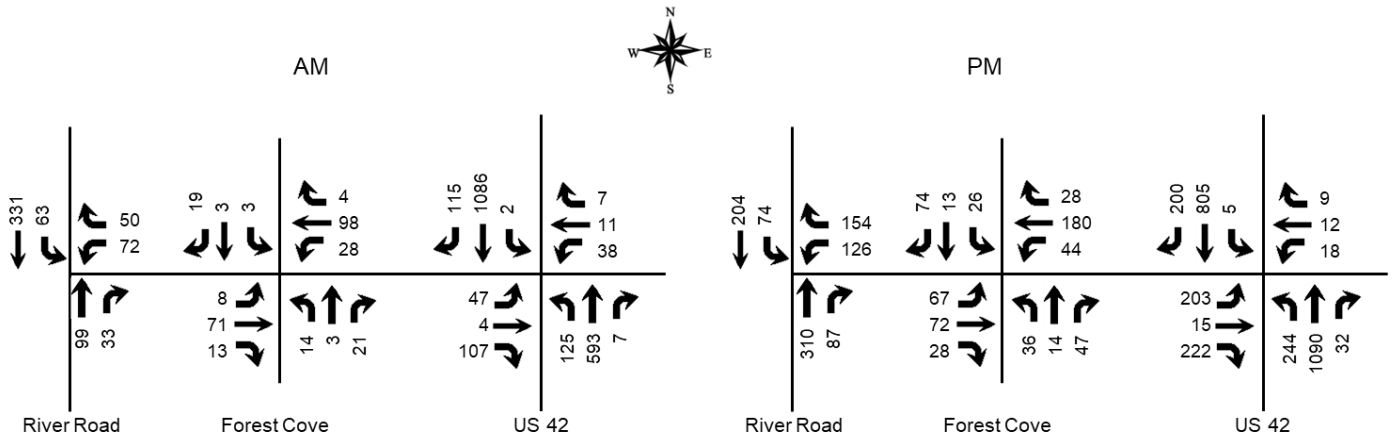 N
W E
S
AM
PM
331 63
50
72
99 33
19 3 3
4
98
28
8
71
13
14 3 21
115 1086 2
7
11
38
47
4
107
125 593 7
River Road
Forest Cove
US 42
204 74
154
126
310 87
74 13 26
28
180
44
67
72
28
36 14 47
200 805 5
9
12
18
203
15
222
244 1090 32
River Road
Forest Cove
US 42